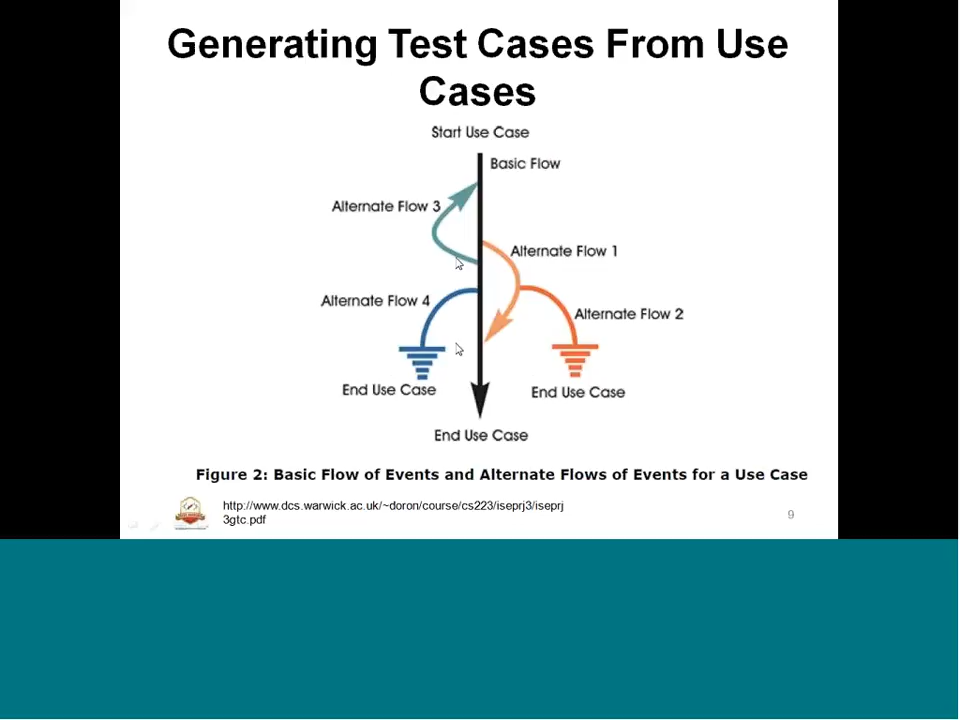 Generating Test Cases From Use
Cases
Start Use Case
Basic Flow
Alternate Flow 3
Alternate Flow 1
Alternate Flow 4
Alternate Flow 2
End Use Case
End Use Case
End Use Case
Figure 2: Basic Flow of Events and Alternate Flows of Events for a Use Case
http://www.dcs.warwick.ac.uk/~doron/course/cs223/iseprj3/iseprj
3gtc.pdf
9